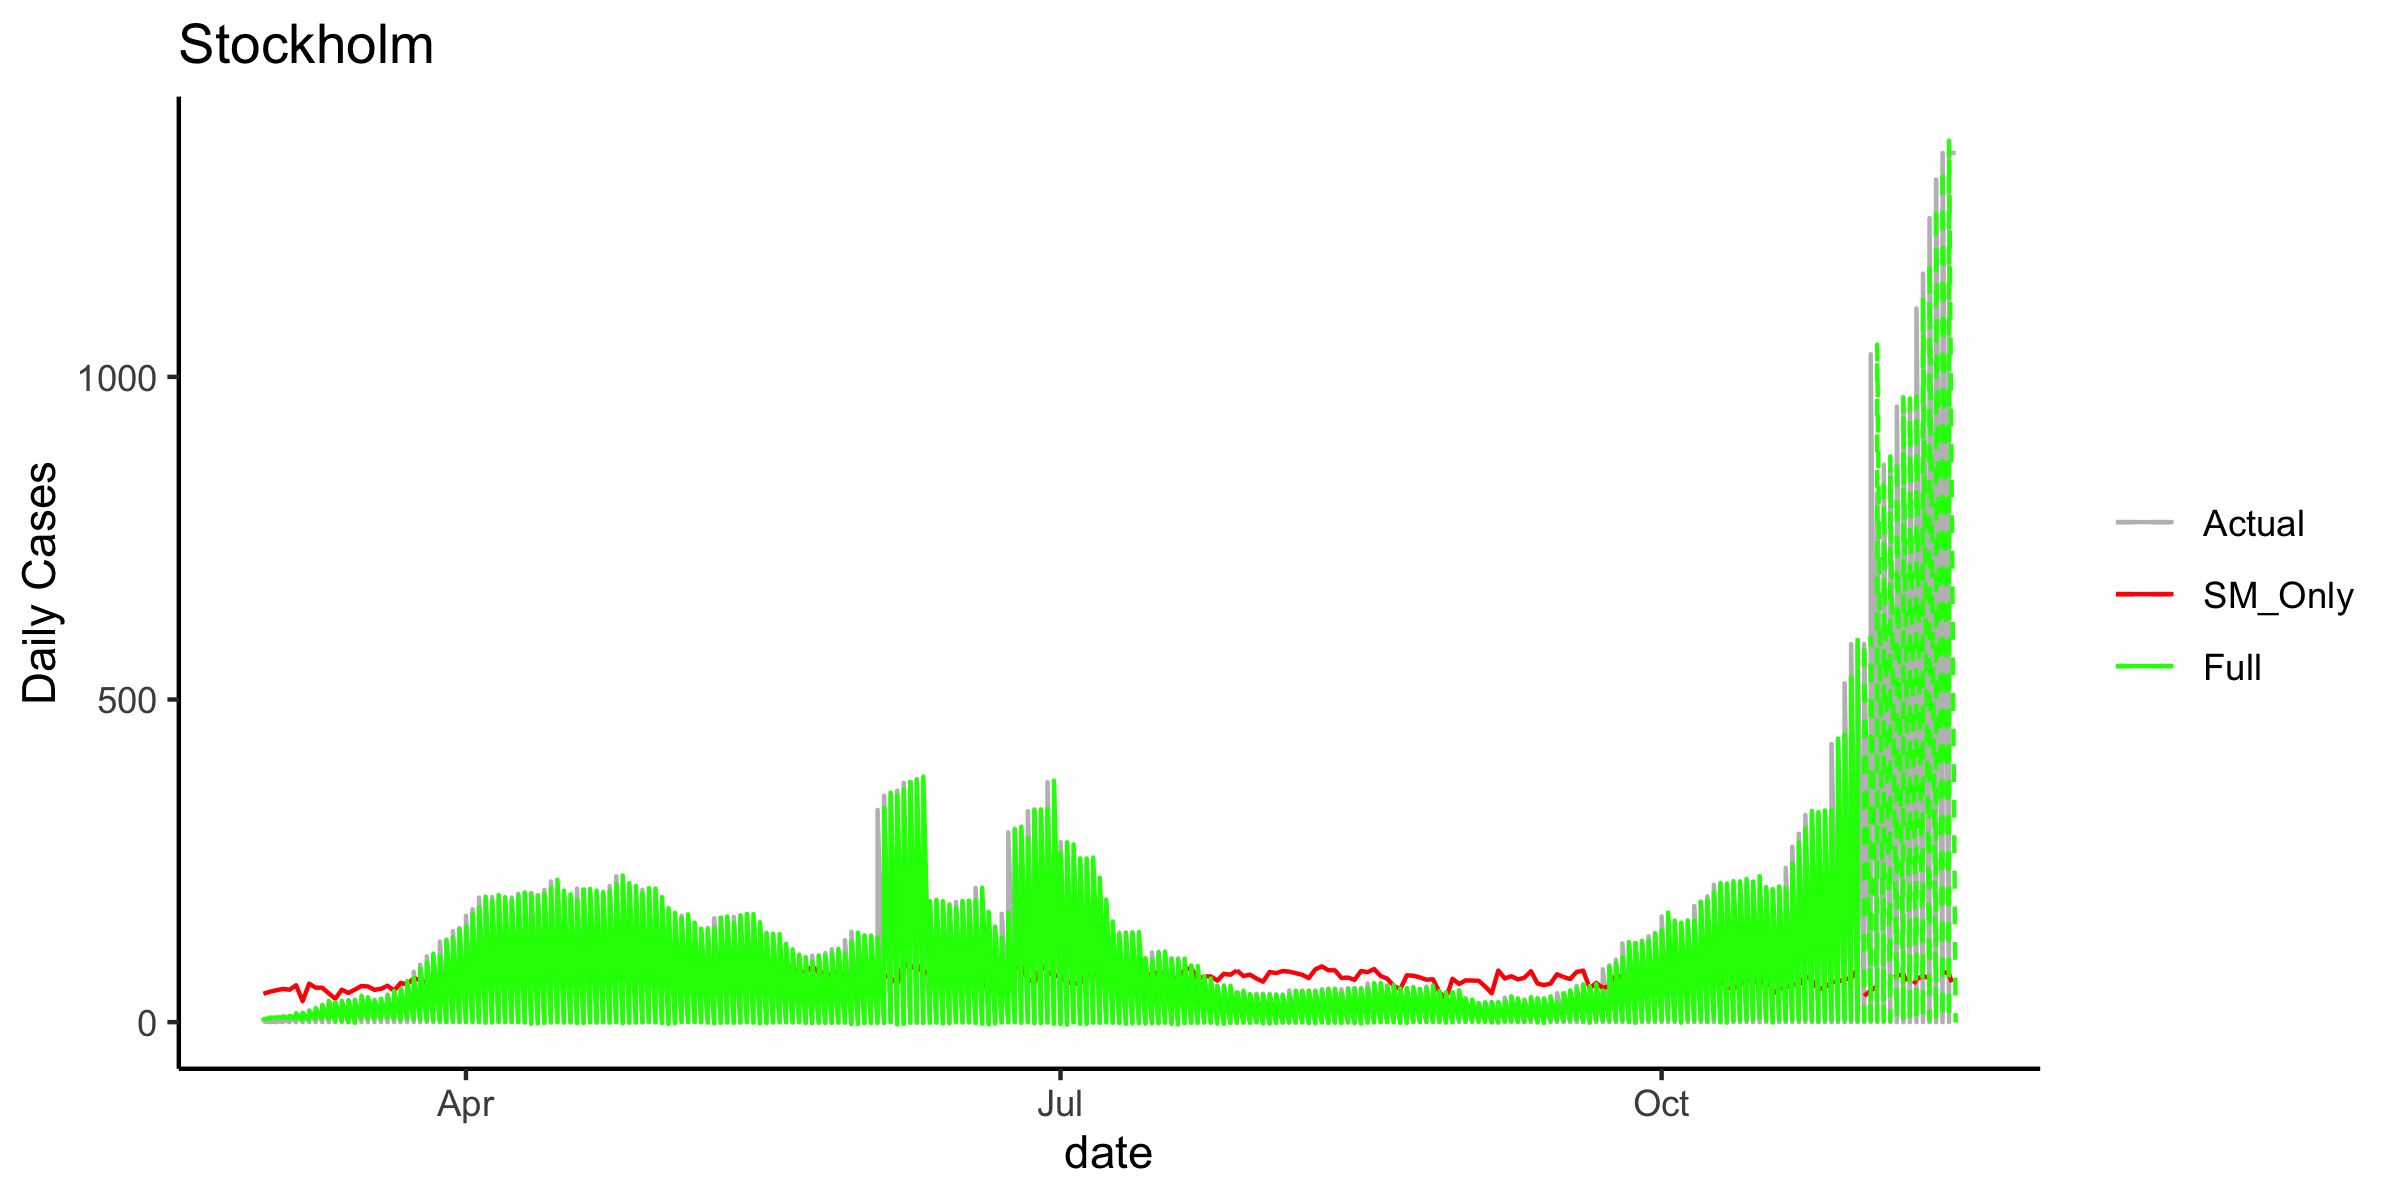 Stockholm
Daily Cases
1000
500
0
Apr
Jul
Oct
date
Actual
SM_Only
Full